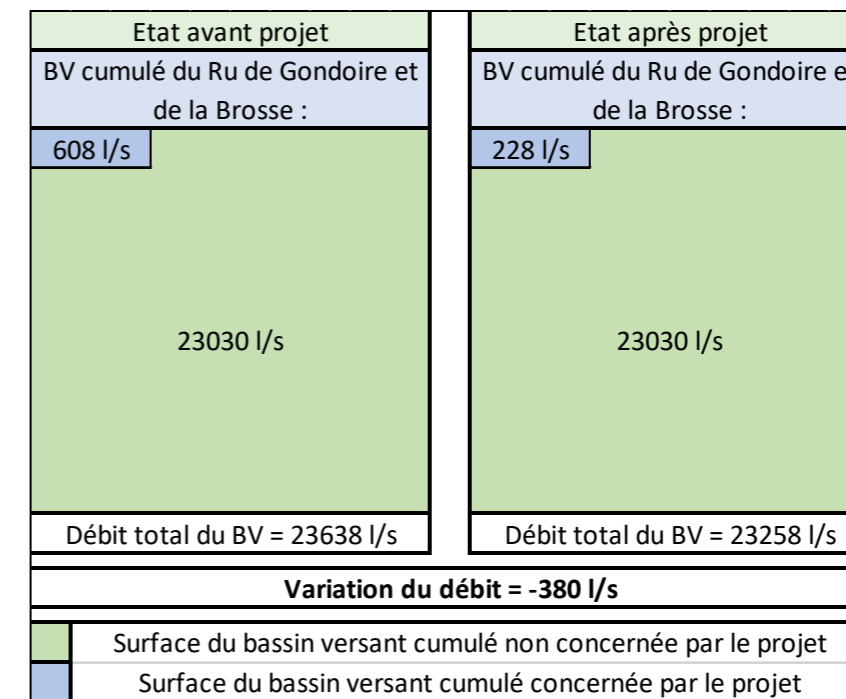 Etat avant projet
BV cumulé du Ru de Gondoire et
de la Brosse :
608 l/s
23030 l/s
Débit total du BV = 23638 l/s
Etat après projet
BV cumulé du Ru de Gondoire e
de la Brosse :
228 l/s
23030 l/s
Débit total du BV = 23258 l/s
Variation du débit = -380 l/s
Surface du bassin versant cumulé non concernée par le projet
Surface du bassin versant cumulé concernée par le projet